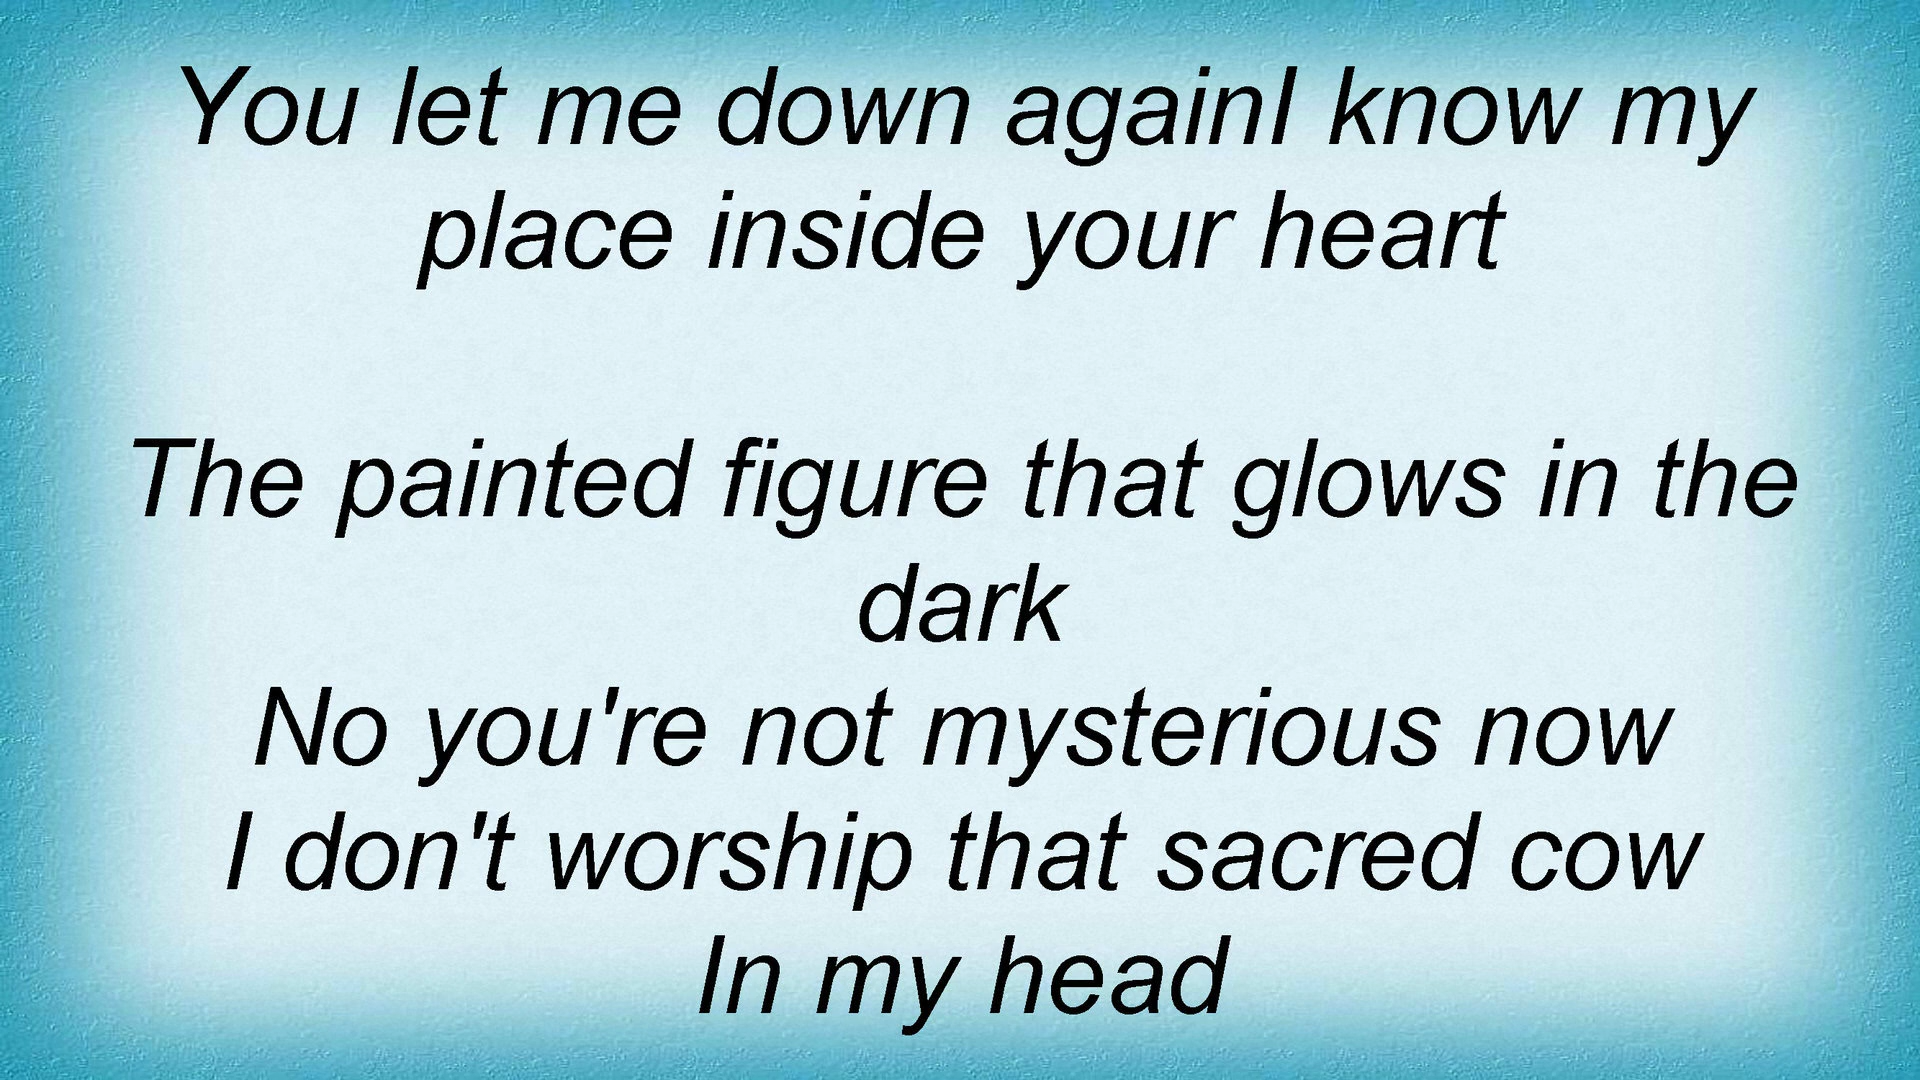 You let me down againI know my
place inside your heart
The painted figure that glows in the
dark
No you're not mysterious now
I don't worship that sacred cow
In my head